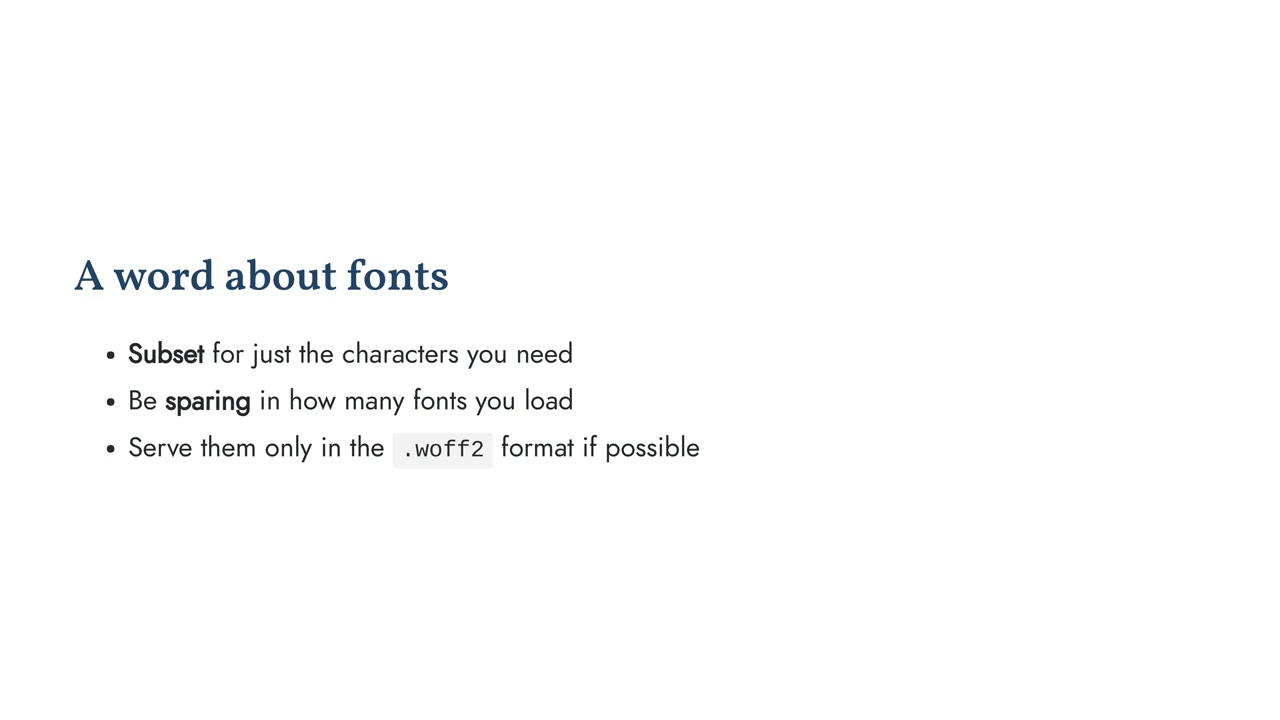 A word about fonts
• Subset for just the characters you need
• Be sparing in how many fonts you load
• Serve them only in the .woff2 format if possible